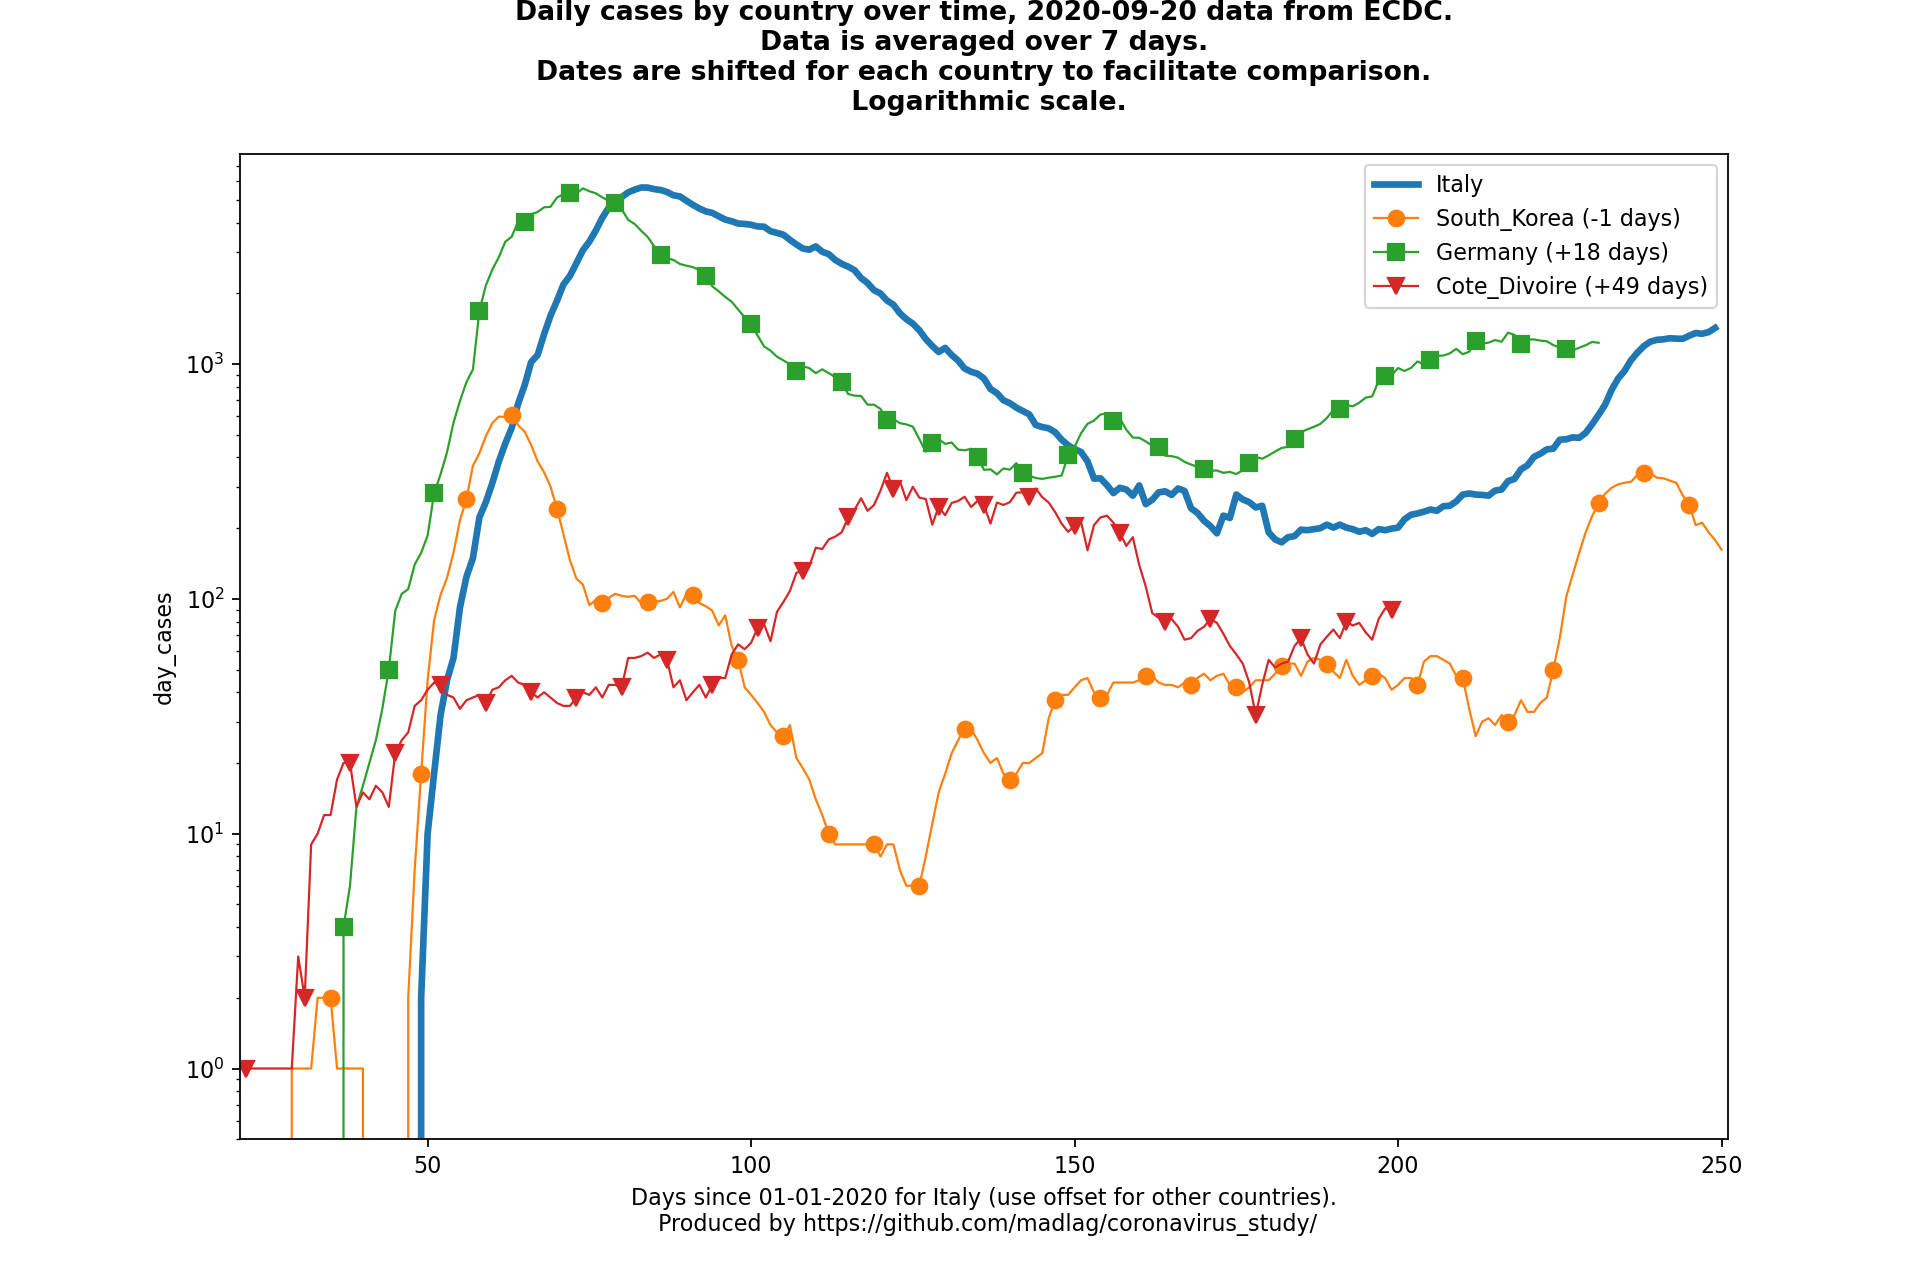 Daily cases by country over time, 2020-09-20 data from ECDC.
Data is averaged over 7 days.
Dates are shifted for each country to facilitate comparison.
Logarithmic scale.
Italy
South_Korea (-1 days)
Germany (+18 days)
Cote_Divoire (+49 days)
day_cases
10³
10²
10¹
10⁰
50
100
150
200
250
Days since 01-01-2020 for Italy (use offset for other countries).
Produced by https://github.com/madlag/coronavirus_study/